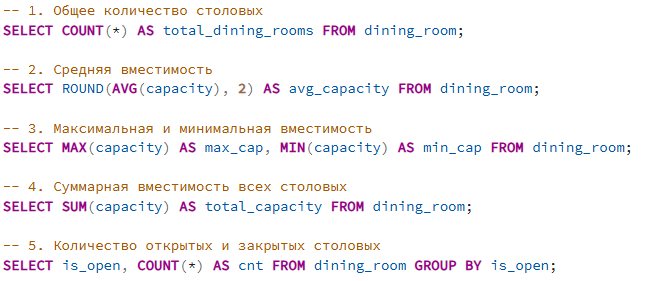 -- 1. Общее количество столовых
SELECT COUNT(*) AS total_dining_rooms FROM dining_room;
-- 2. Средняя вместимость
SELECT ROUND(AVG(capacity), 2) AS avg_capacity FROM dining_room;
-- 3. Максимальная и минимальная вместимость
SELECT MAX(capacity) AS max_cap, MIN(capacity) AS min_cap FROM dining_room;
-- 4. Суммарная вместимость всех столовых
SELECT SUM(capacity) AS total_capacity FROM dining_room;
-- 5. Количество открытых и закрытых столовых
SELECT is_open, COUNT(*) AS cnt FROM dining_room GROUP BY is_open;